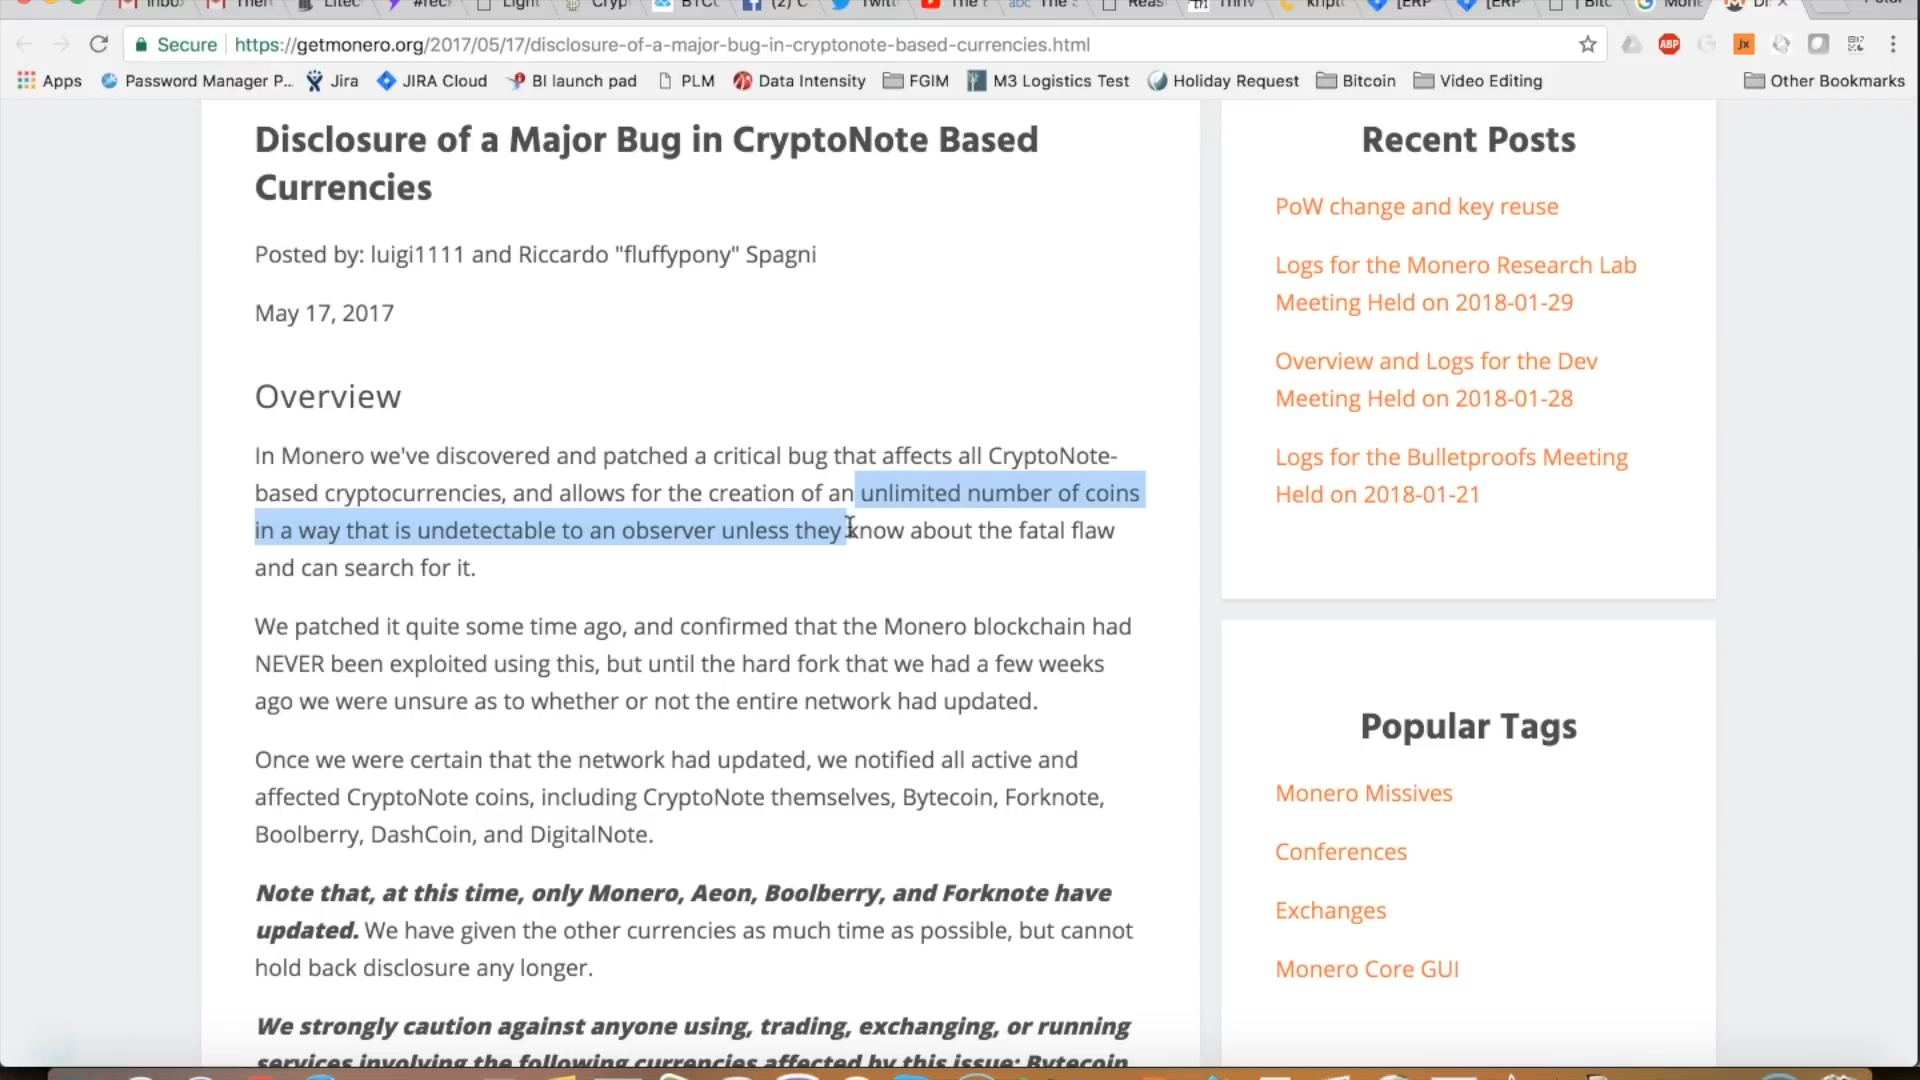 Secure https://getmonero.org/2017/05/17/disclosure-of-a-major-bug-in-cryptonote-based-currencies.html
Apps Password Manager P... Jira JIRA Cloud BI launch pad PLM Data Intensity FGIM M3 Logistics Test Holiday Request Bitcoin Video Editing Other Bookmarks
Disclosure of a Major Bug in CryptoNote Based
Currencies
Posted by: luigi1111 and Riccardo "fluffypony" Spagni
May 17, 2017
Overview
In Monero we've discovered and patched a critical bug that affects all CryptoNote-
based cryptocurrencies, and allows for the creation of an unlimited number of coins
in a way that is undetectable to an observer unless they know about the fatal flaw
and can search for it.
We patched it quite some time ago, and confirmed that the Monero blockchain had
NEVER been exploited using this, but until the hard fork that we had a few weeks
ago we were unsure as to whether or not the entire network had updated.
Once we were certain that the network had updated, we notified all active and
affected CryptoNote coins, including CryptoNote themselves, Bytecoin, Forknote,
Boolberry, DashCoin, and DigitalNote.
Note that, at this time, only Monero, Aeon, Boolberry, and Forknote have
updated. We have given the other currencies as much time as possible, but cannot
hold back disclosure any longer.
We strongly caution against anyone using, trading, exchanging, or running
services involving the following currencies affected by this issue: Bytecoin,
Recent Posts
PoW change and key reuse
Logs for the Monero Research Lab
Meeting Held on 2018-01-29
Overview and Logs for the Dev
Meeting Held on 2018-01-28
Logs for the Bulletproofs Meeting
Held on 2018-01-21
Popular Tags
Monero Missives
Conferences
Exchanges
Monero Core GUI